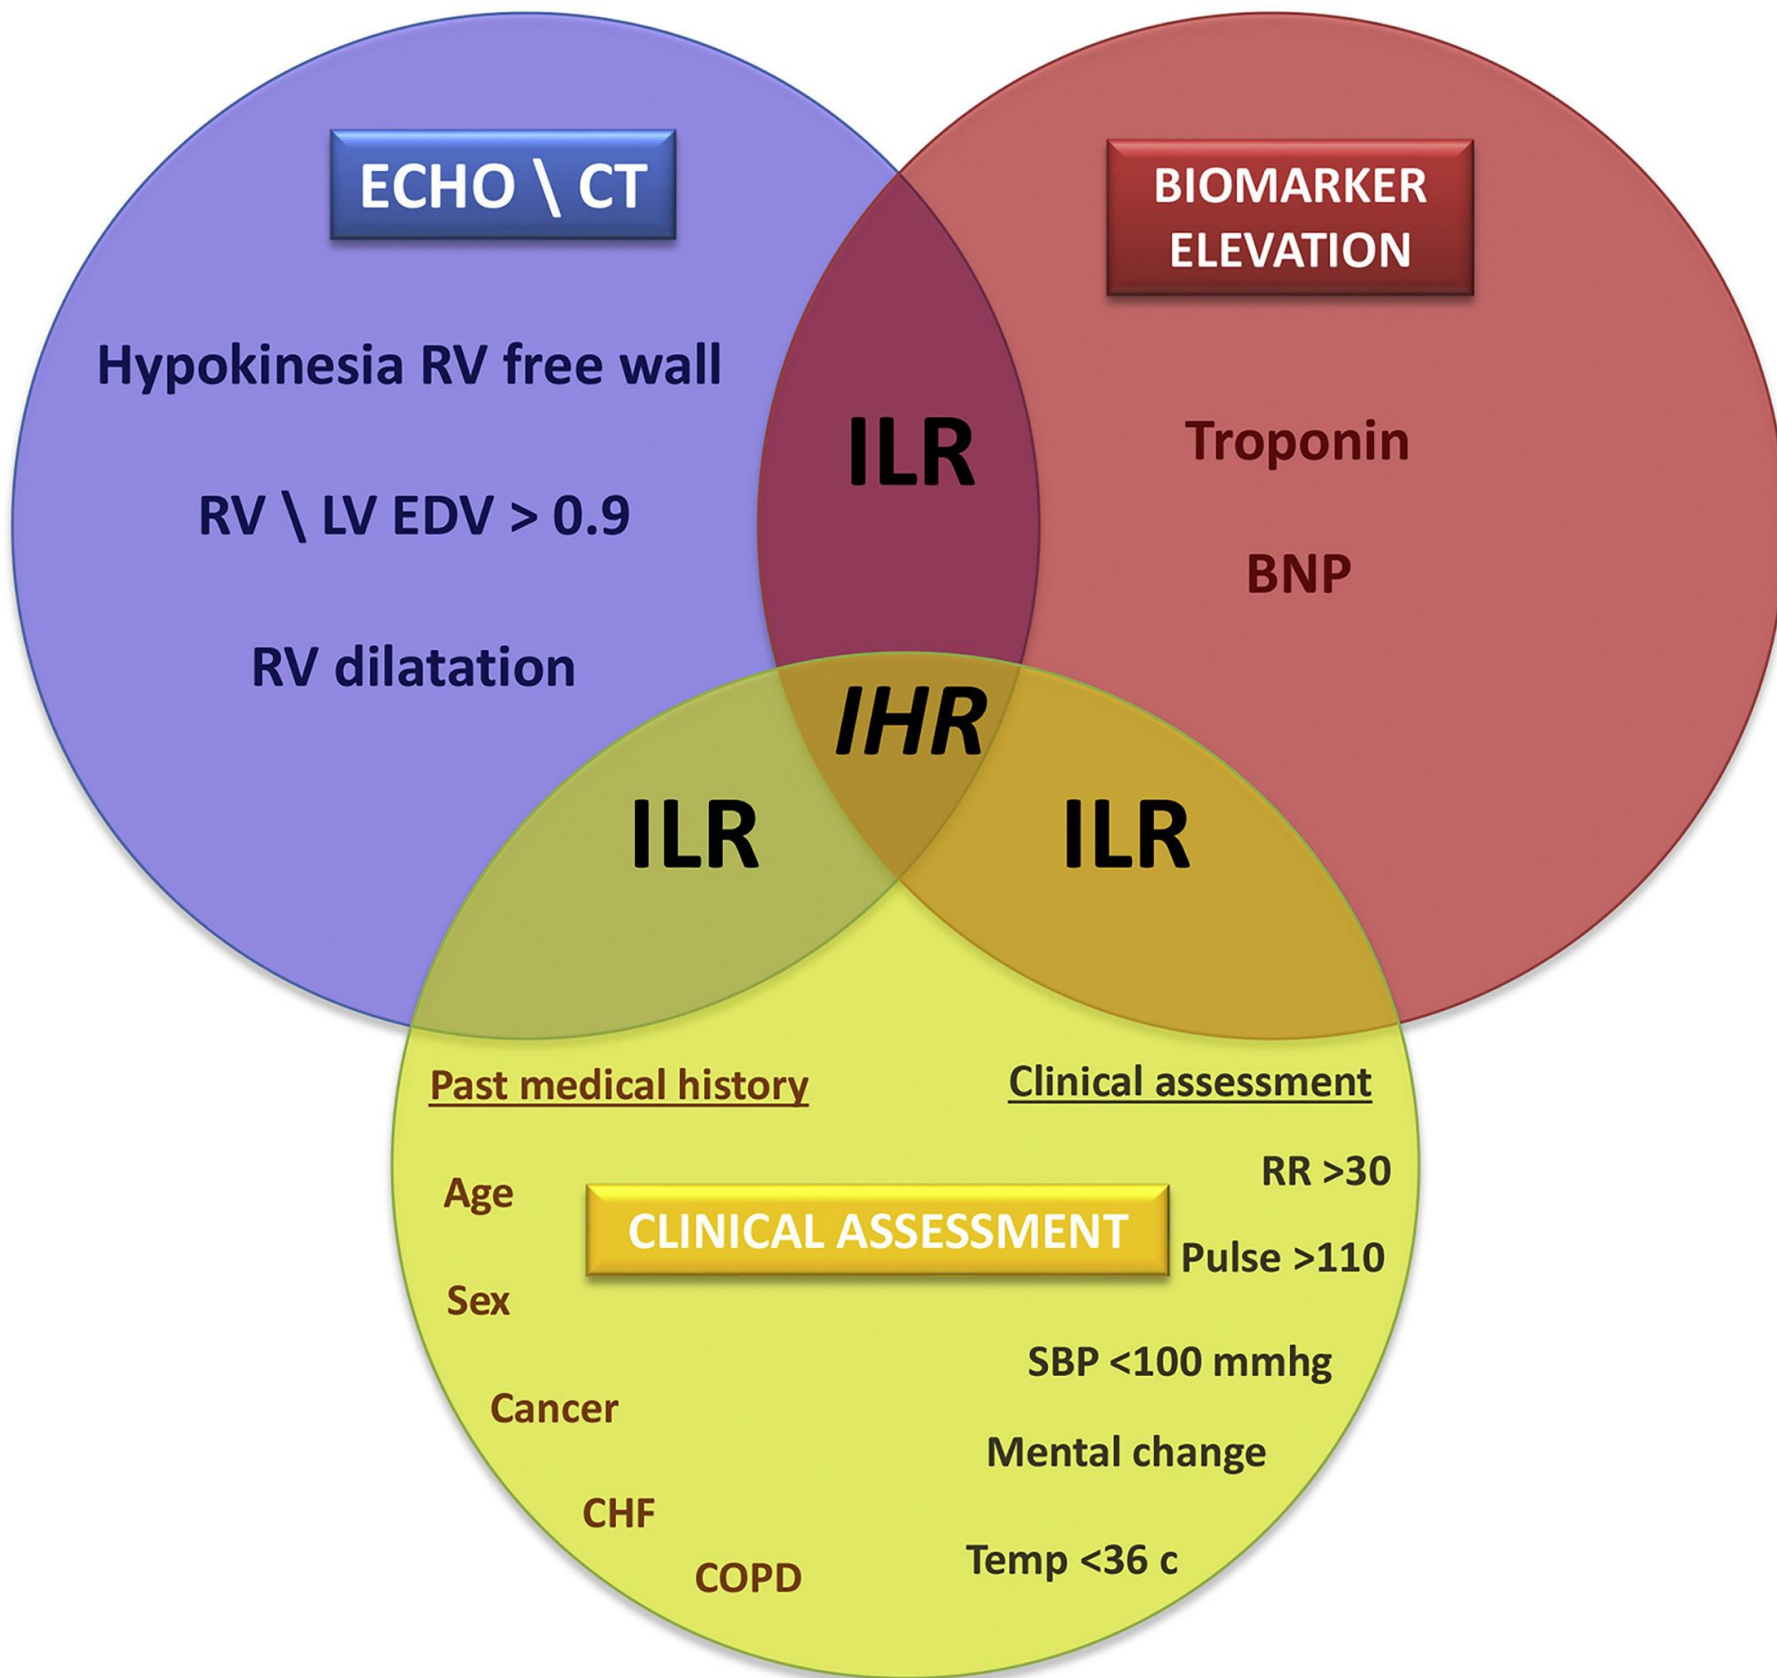 ECHO \ CT
Hypokinesia RV free wall
RV \ LV EDV > 0.9
RV dilatation
BIOMARKER
ELEVATION
Troponin
BNP
ILR
IHR
ILR
ILR
Past medical history
Age
Sex
Cancer
CHF
COPD
CLINICAL ASSESSMENT
Clinical assessment
RR >30
Pulse >110
SBP <100 mmhg
Mental change
Temp <36 c